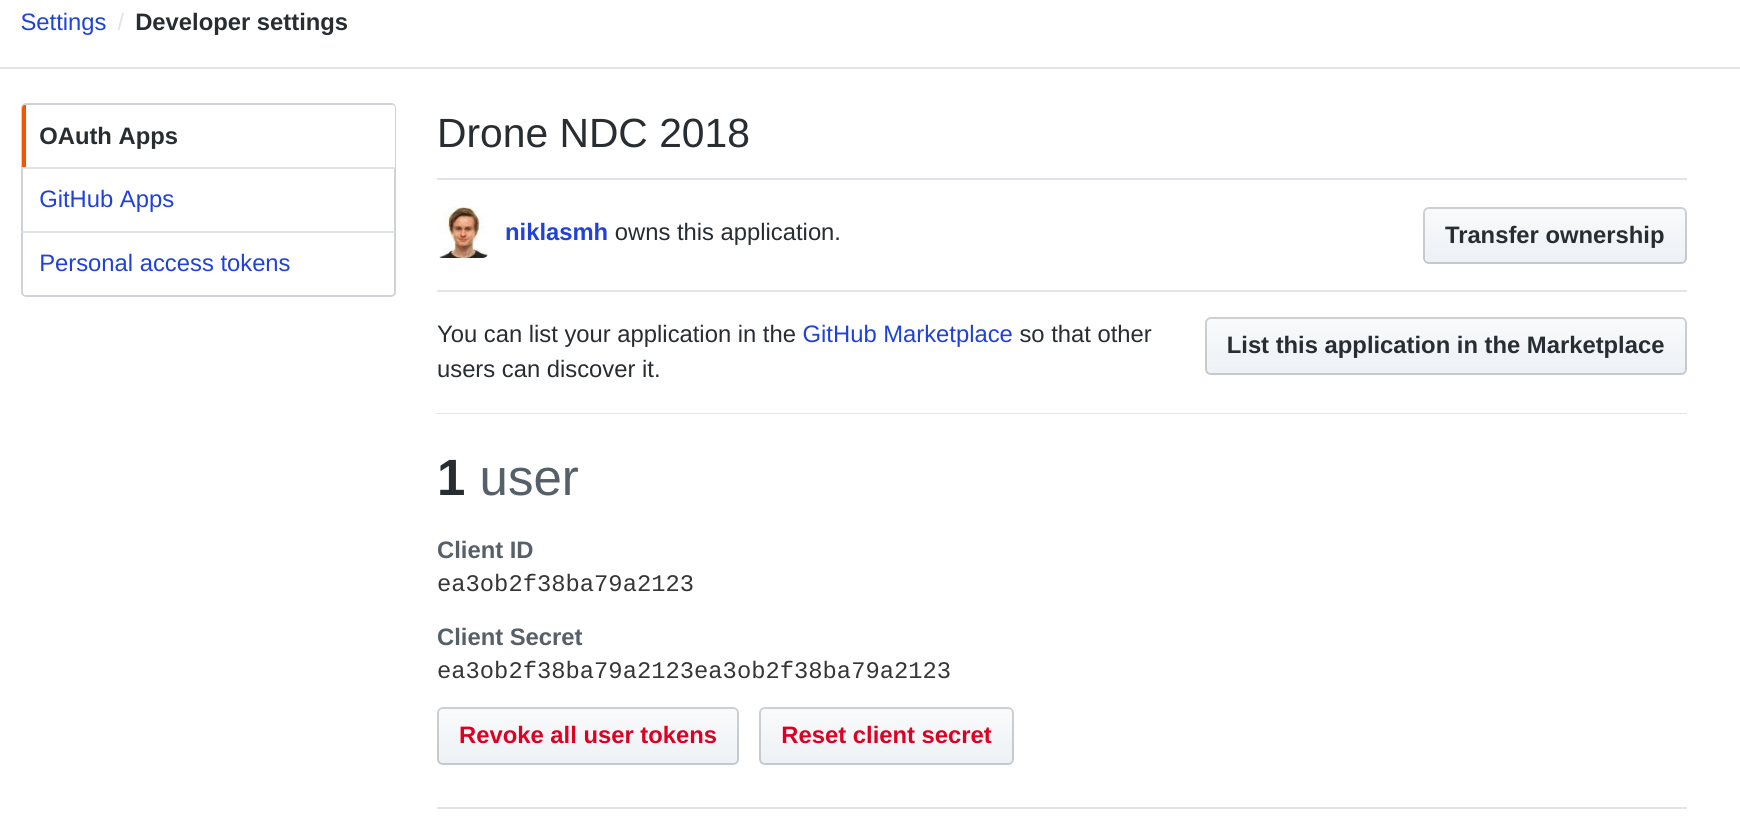 Settings / Developer settings
OAuth Apps
GitHub Apps
Personal access tokens
Drone NDC 2018
niklasmh owns this application.
Transfer ownership
You can list your application in the GitHub Marketplace so that other
users can discover it.
List this application in the Marketplace
1 user
Client ID
ea3ob2f38ba79a2123
Client Secret
ea3ob2f38ba79a2123ea3ob2f38ba79a2123
Revoke all user tokens
Reset client secret